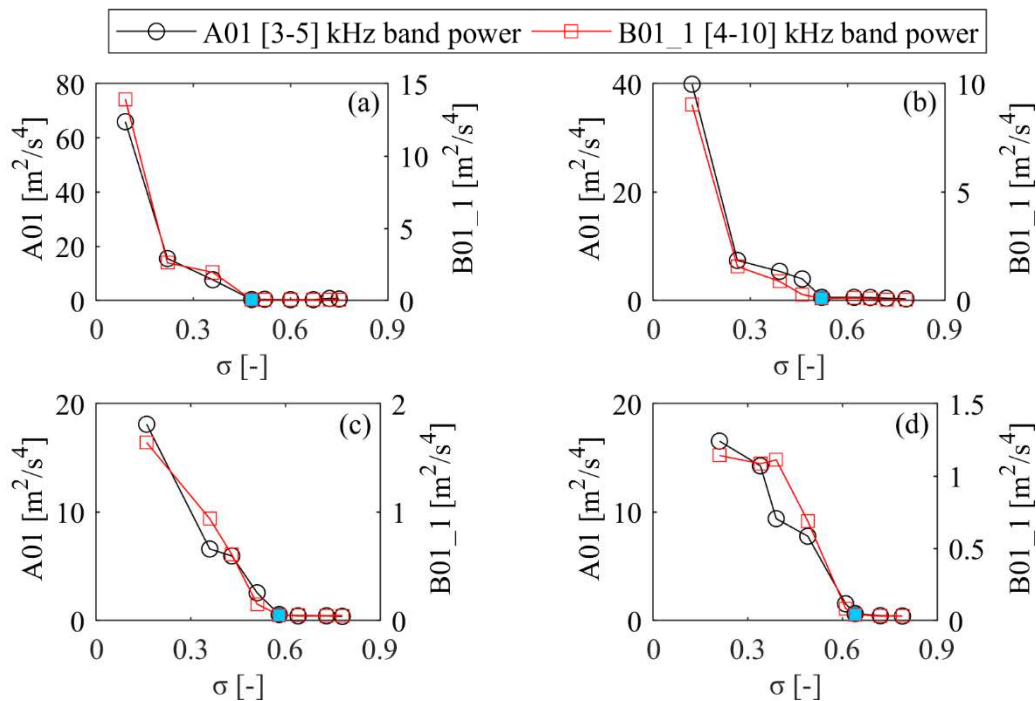 A01 [3-5] kHz band power B01_1 [4-10] kHz band power
(a)
A01 [m²/s⁴]
80
60
40
20
0
B01_1 [m²/s⁴]
15
10
5
0
0 0.3 0.6 0.9
σ [-]
(b)
A01 [m²/s⁴]
40
20
0
B01_1 [m²/s⁴]
10
5
0
0 0.3 0.6 0.9
σ [-]
(c)
A01 [m²/s⁴]
20
10
0
B01_1 [m²/s⁴]
2
1
0
0 0.3 0.6 0.9
σ [-]
(d)
A01 [m²/s⁴]
20
10
0
B01_1 [m²/s⁴]
1.5
1
0.5
0
0 0.3 0.6 0.9
σ [-]